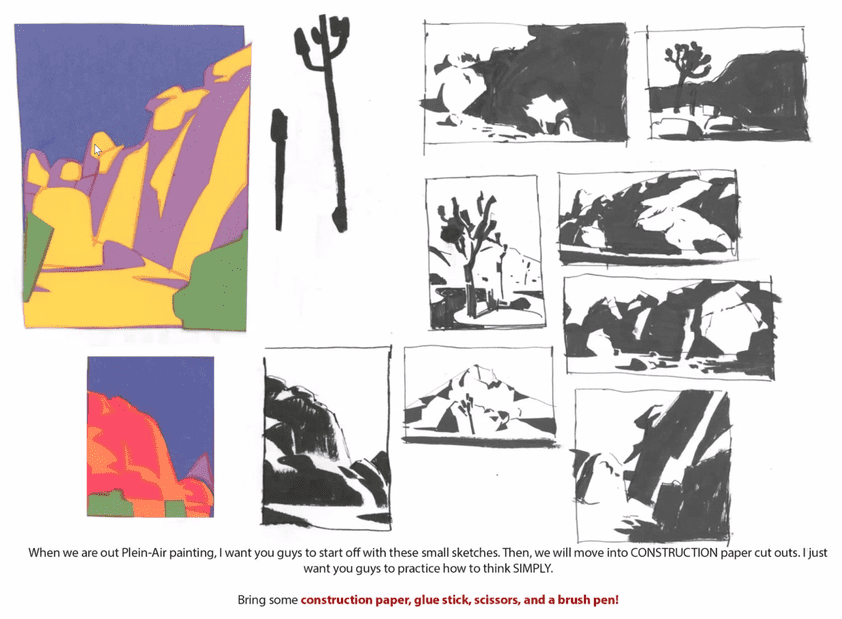 When we are out Plein-Air painting, I want you guys to start off with these small sketches. Then, we will move into CONSTRUCTION paper cut outs. I just
want you guys to practice how to think SIMPLY.
Bring some construction paper, glue stick, scissors, and a brush pen!